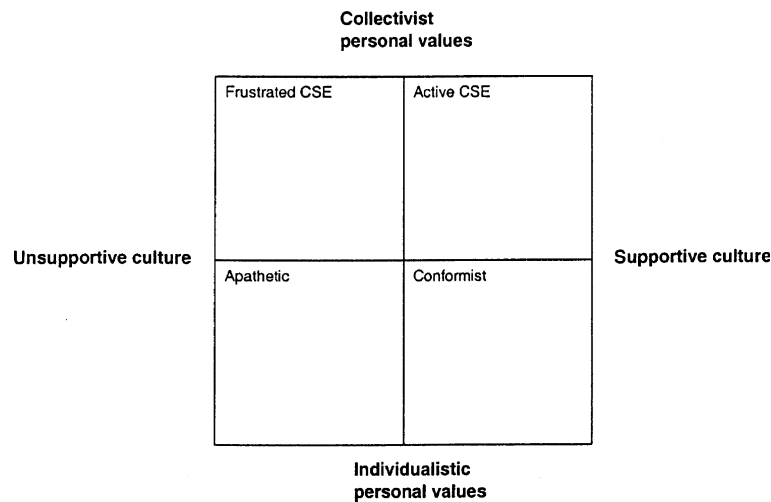 Collectivist
personal values
Frustrated CSE
Active CSE
Unsupportive culture
Supportive culture
Apathetic
Conformist
Individualistic
personal values